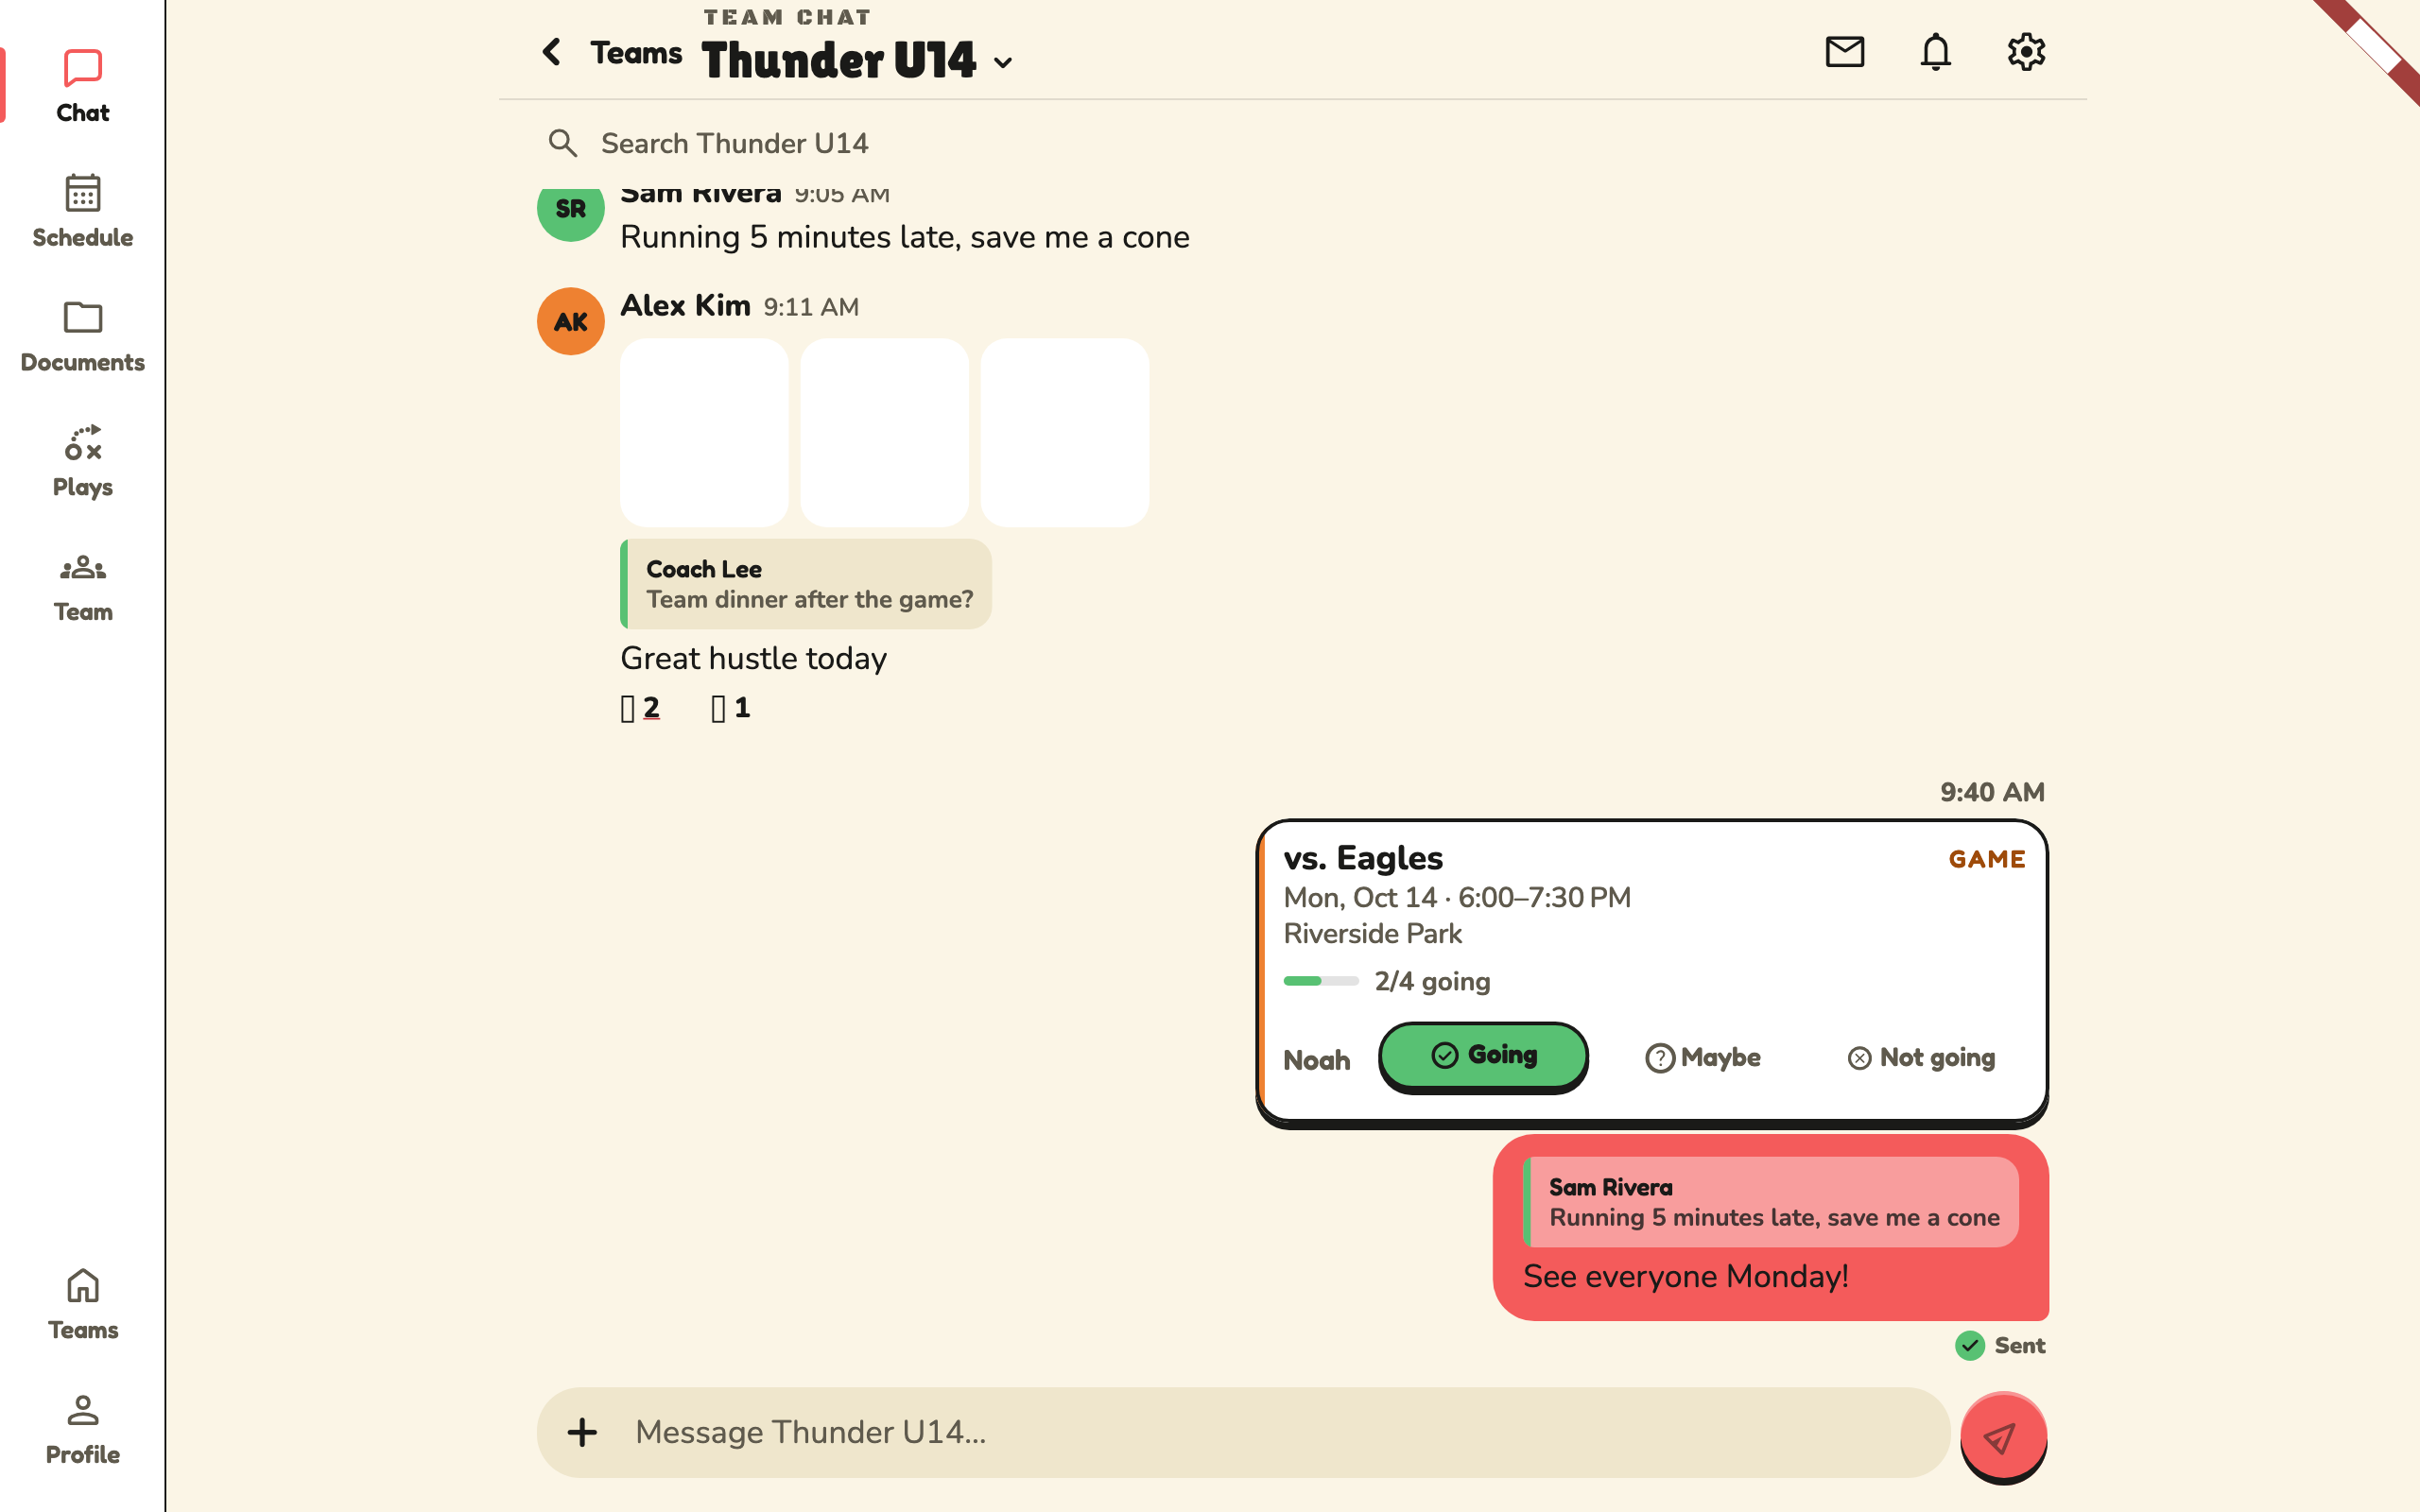 Chat
Schedule
Documents
Plays
Team
Teams
Profile
TEAM CHAT
Teams
Thunder U14
Search Thunder U14
Sam Rivera 9:05 AM
SR
Running 5 minutes late, save me a cone
AK
Alex Kim 9:11 AM
Coach Lee
Team dinner after the game?
Great hustle today
2 1
9:40 AM
vs. Eagles GAME
Mon, Oct 14 · 6:00–7:30 PM
Riverside Park
2/4 going
Noah Going Maybe Not going
Sam Rivera
Running 5 minutes late, save me a cone
See everyone Monday!
Sent
Message Thunder U14...